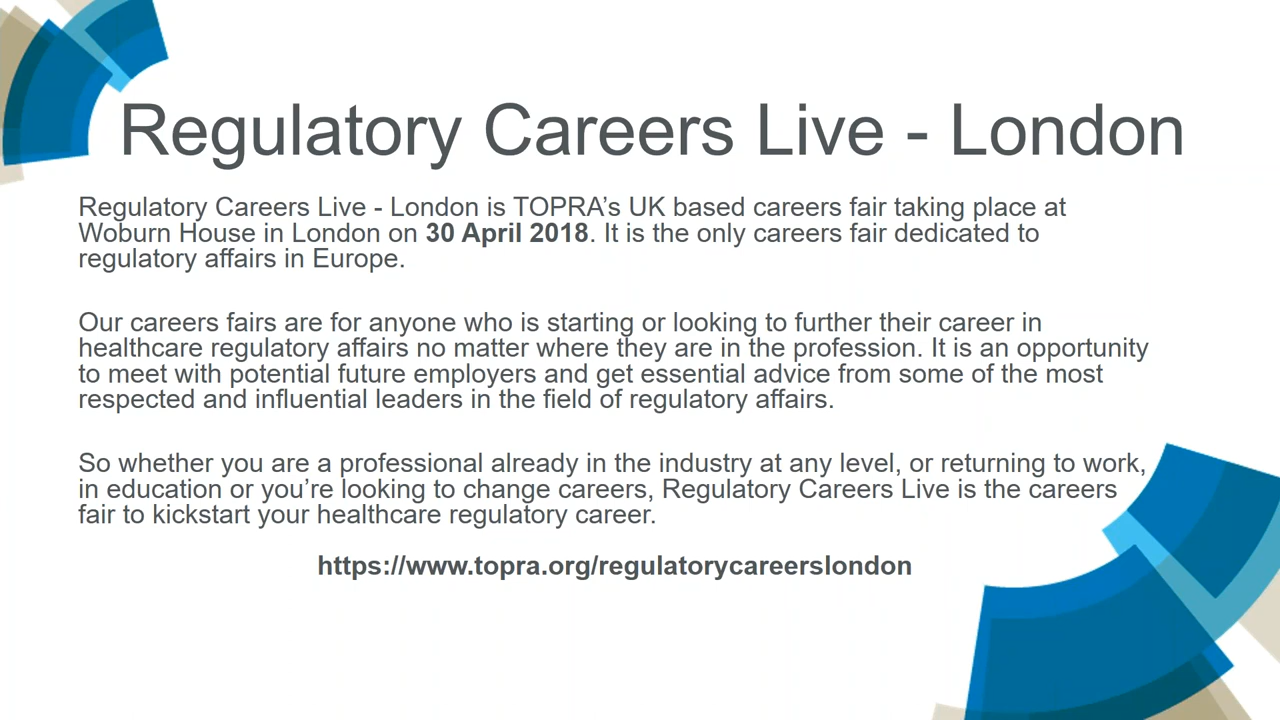 Regulatory Careers Live - London
Regulatory Careers Live - London is TOPRA’s UK based careers fair taking place at
Woburn House in London on 30 April 2018. It is the only careers fair dedicated to
regulatory affairs in Europe.
Our careers fairs are for anyone who is starting or looking to further their career in
healthcare regulatory affairs no matter where they are in the profession. It is an opportunity
to meet with potential future employers and get essential advice from some of the most
respected and influential leaders in the field of regulatory affairs.
So whether you are a professional already in the industry at any level, or returning to work,
in education or you’re looking to change careers, Regulatory Careers Live is the careers
fair to kickstart your healthcare regulatory career.
https://www.topra.org/regulatorycareerslondon